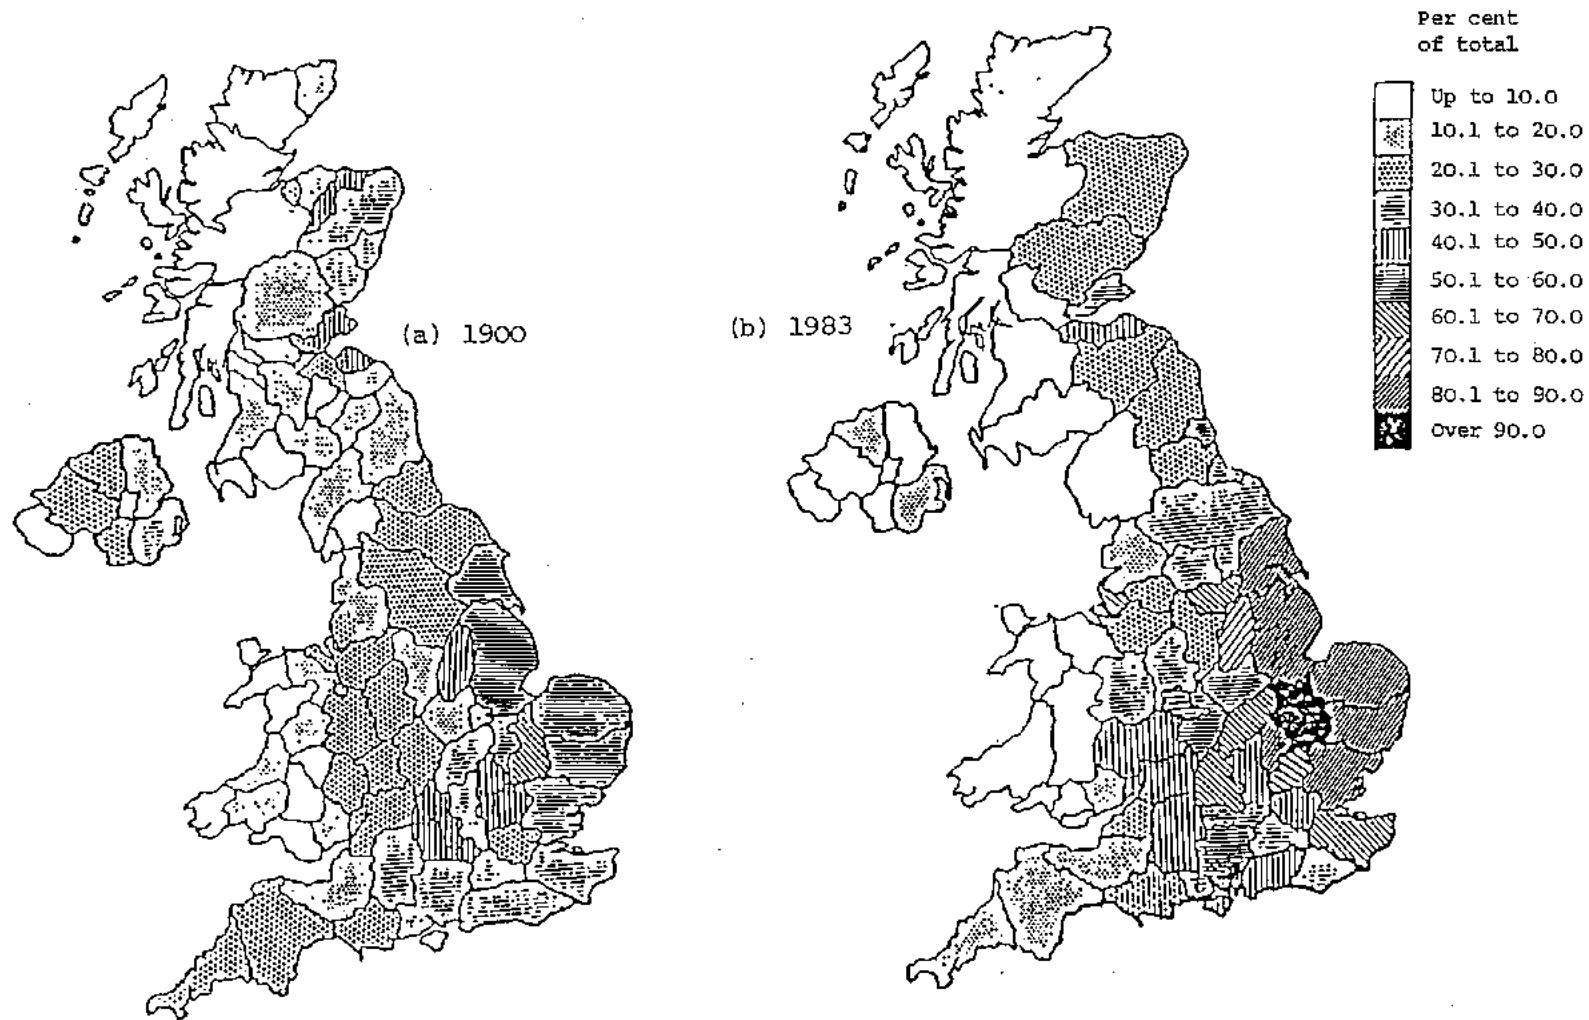 Per cent
of total
Up to 10.0
10.1 to 20.0
20.1 to 30.0
30.1 to 40.0
40.1 to 50.0
50.1 to 60.0
60.1 to 70.0
70.1 to 80.0
80.1 to 90.0
Over 90.0
(a) 1900
(b) 1983